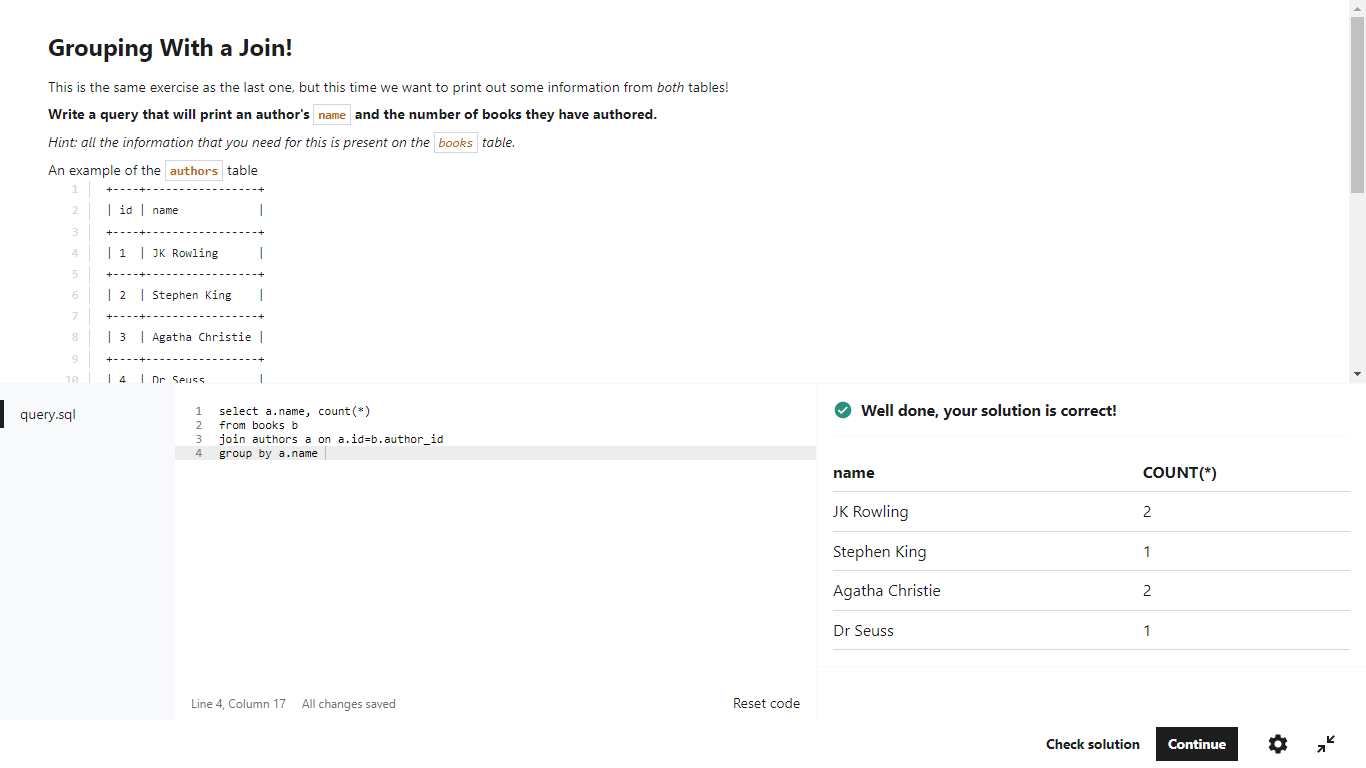 Grouping With a Join!
This is the same exercise as the last one, but this time we want to print out some information from both tables!
Write a query that will print an author's name and the number of books they have authored.
Hint: all the information that you need for this is present on the books table.
An example of the authors table
1 +----+-----------------+
2 | id | name            |
3 +----+-----------------+
4 | 1  | JK Rowling      |
5 +----+-----------------+
6 | 2  | Stephen King    |
7 +----+-----------------+
8 | 3  | Agatha Christie |
9 +----+-----------------+
10 | 4  | Dr Seuss        |
query.sql
1 select a.name, count(*)
2 from books b
3 join authors a on a.id=b.author_id
4 group by a.name
Line 4, Column 17 All changes saved Reset code
Well done, your solution is correct!
name COUNT(*)
JK Rowling 2
Stephen King 1
Agatha Christie 2
Dr Seuss 1
Check solution Continue